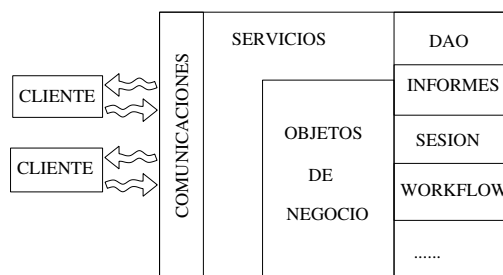 CLIENTE
CLIENTE
COMUNICACIONES
SERVICIOS
OBJETOS
DE
NEGOCIO
DAO
INFORMES
SESION
WORKFLOW
......